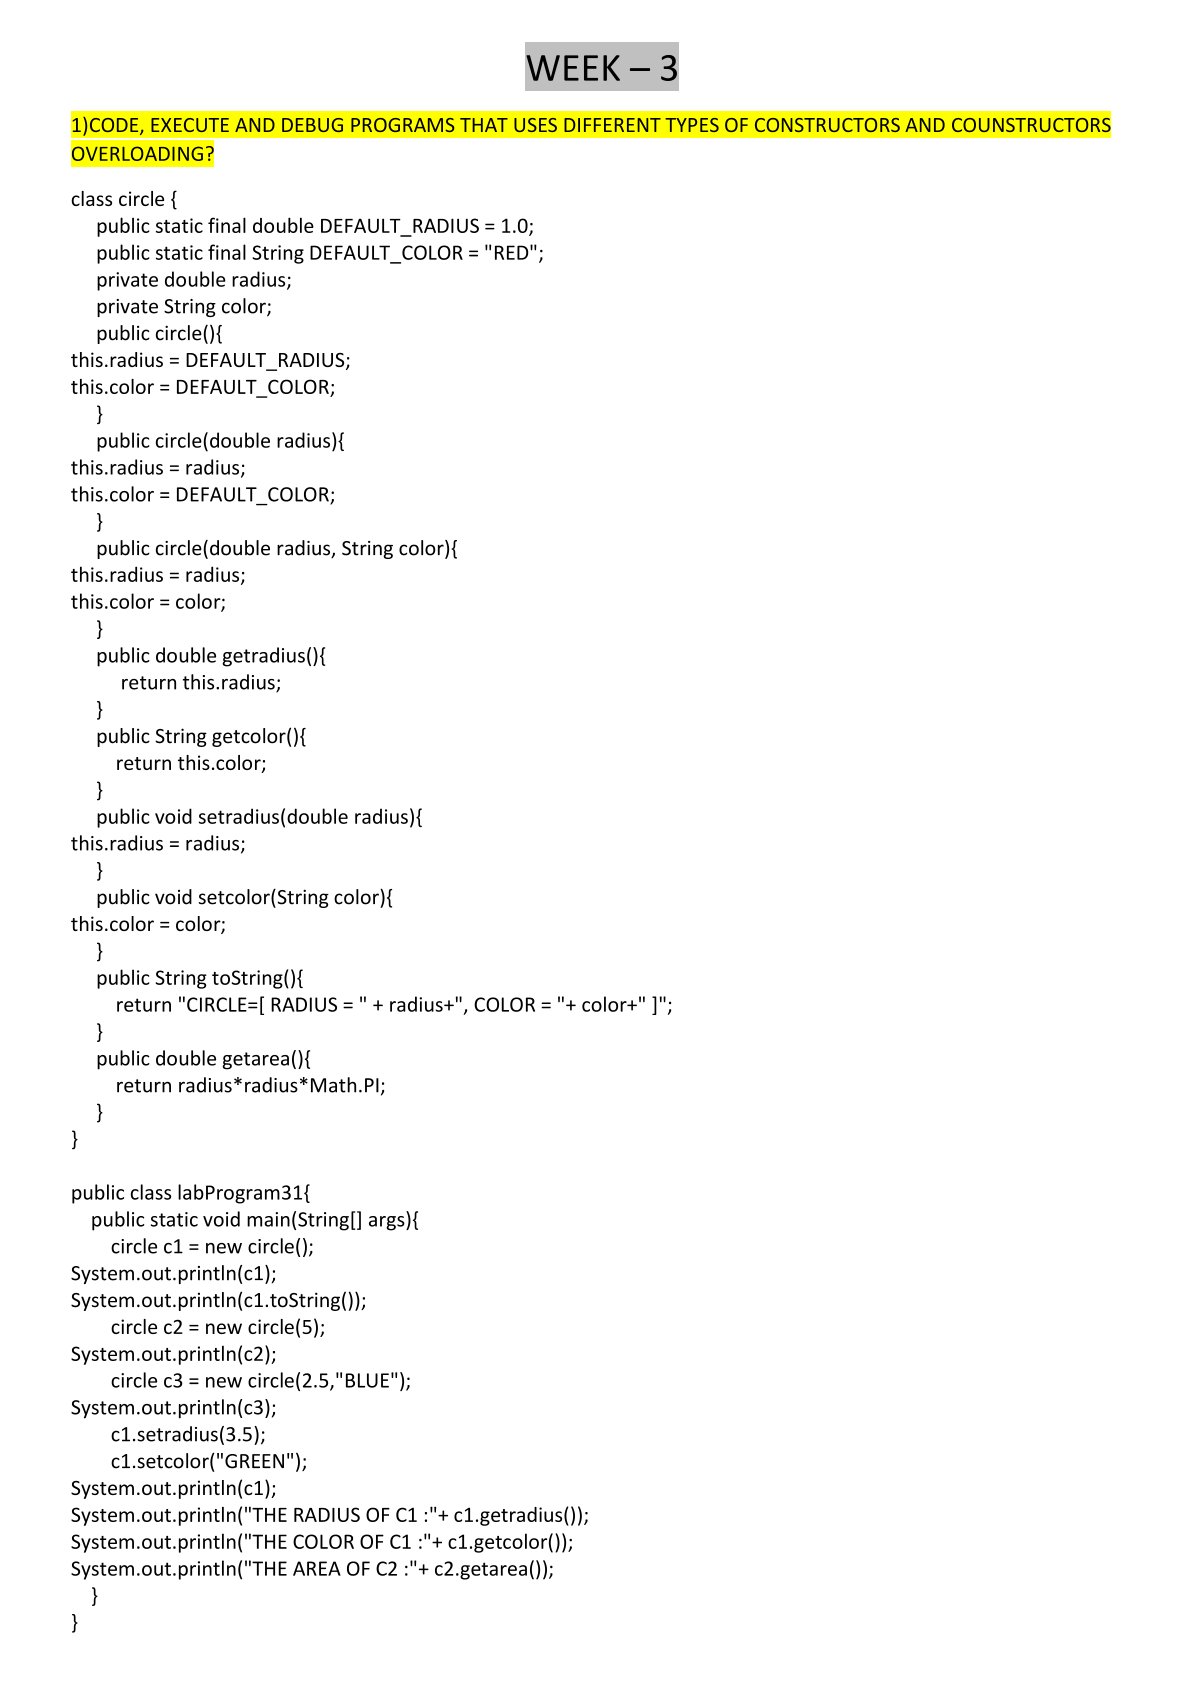 WEEK – 3
1)CODE, EXECUTE AND DEBUG PROGRAMS THAT USES DIFFERENT TYPES OF CONSTRUCTORS AND COUNSTRUCTORS
OVERLOADING?
class circle {
public static final double DEFAULT_RADIUS = 1.0;
public static final String DEFAULT_COLOR = "RED";
private double radius;
private String color;
public circle(){
this.radius = DEFAULT_RADIUS;
this.color = DEFAULT_COLOR;
}
public circle(double radius){
this.radius = radius;
this.color = DEFAULT_COLOR;
}
public circle(double radius, String color){
this.radius = radius;
this.color = color;
}
public double getradius(){
return this.radius;
}
public String getcolor(){
return this.color;
}
public void setradius(double radius){
this.radius = radius;
}
public void setcolor(String color){
this.color = color;
}
public String toString(){
return "CIRCLE=[ RADIUS = " + radius+", COLOR = "+ color+" ]";
}
public double getarea(){
return radius*radius*Math.PI;
}
}
public class labProgram31{
public static void main(String[] args){
circle c1 = new circle();
System.out.println(c1);
System.out.println(c1.toString());
circle c2 = new circle(5);
System.out.println(c2);
circle c3 = new circle(2.5,"BLUE");
System.out.println(c3);
c1.setradius(3.5);
c1.setcolor("GREEN");
System.out.println(c1);
System.out.println("THE RADIUS OF C1 :"+ c1.getradius());
System.out.println("THE COLOR OF C1 :"+ c1.getcolor());
System.out.println("THE AREA OF C2 :"+ c2.getarea());
}
}